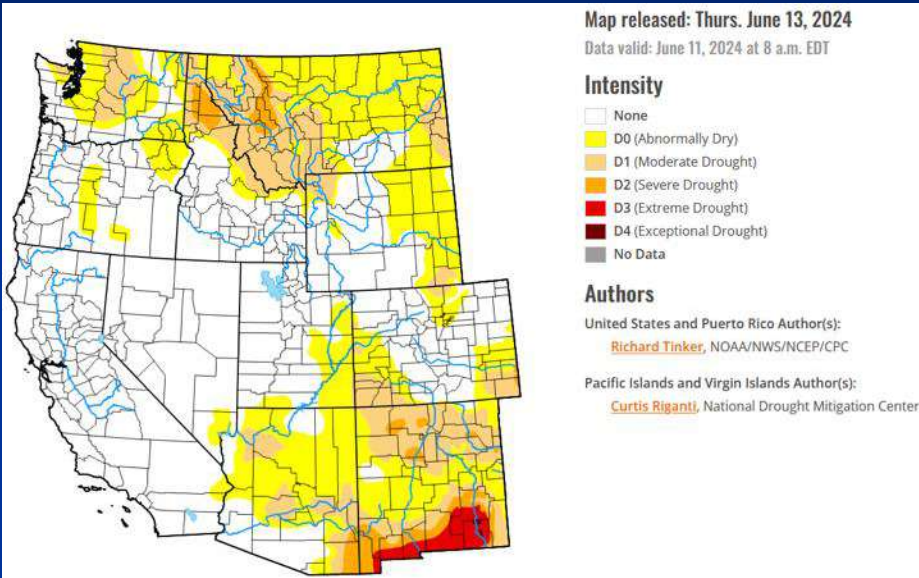 Map released: Thurs. June 13, 2024
Data valid: June 11, 2024 at 8 a.m. EDT
Intensity
None
D0 (Abnormally Dry)
D1 (Moderate Drought)
D2 (Severe Drought)
D3 (Extreme Drought)
D4 (Exceptional Drought)
No Data
Authors
United States and Puerto Rico Author(s):
Richard Tinker, NOAA/NWS/NCEP/CPC
Pacific Islands and Virgin Islands Author(s):
Curtis Riganti, National Drought Mitigation Center